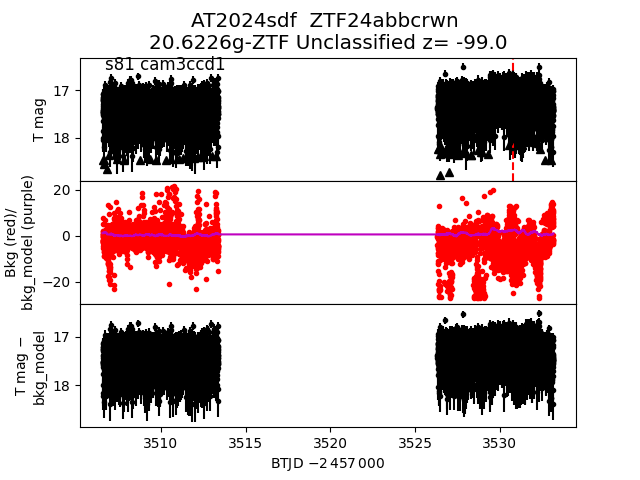 AT2024sdf  ZTF24abbcrwn
20.6226g-ZTF Unclassified z= -99.0
s81 cam3ccd1
T mag
17
18
Bkg (red)/
bkg_model (purple)
20
0
−20
T mag −
bkg_model
17
18
3510
3515
3520
3525
3530
BTJD −2 457 000